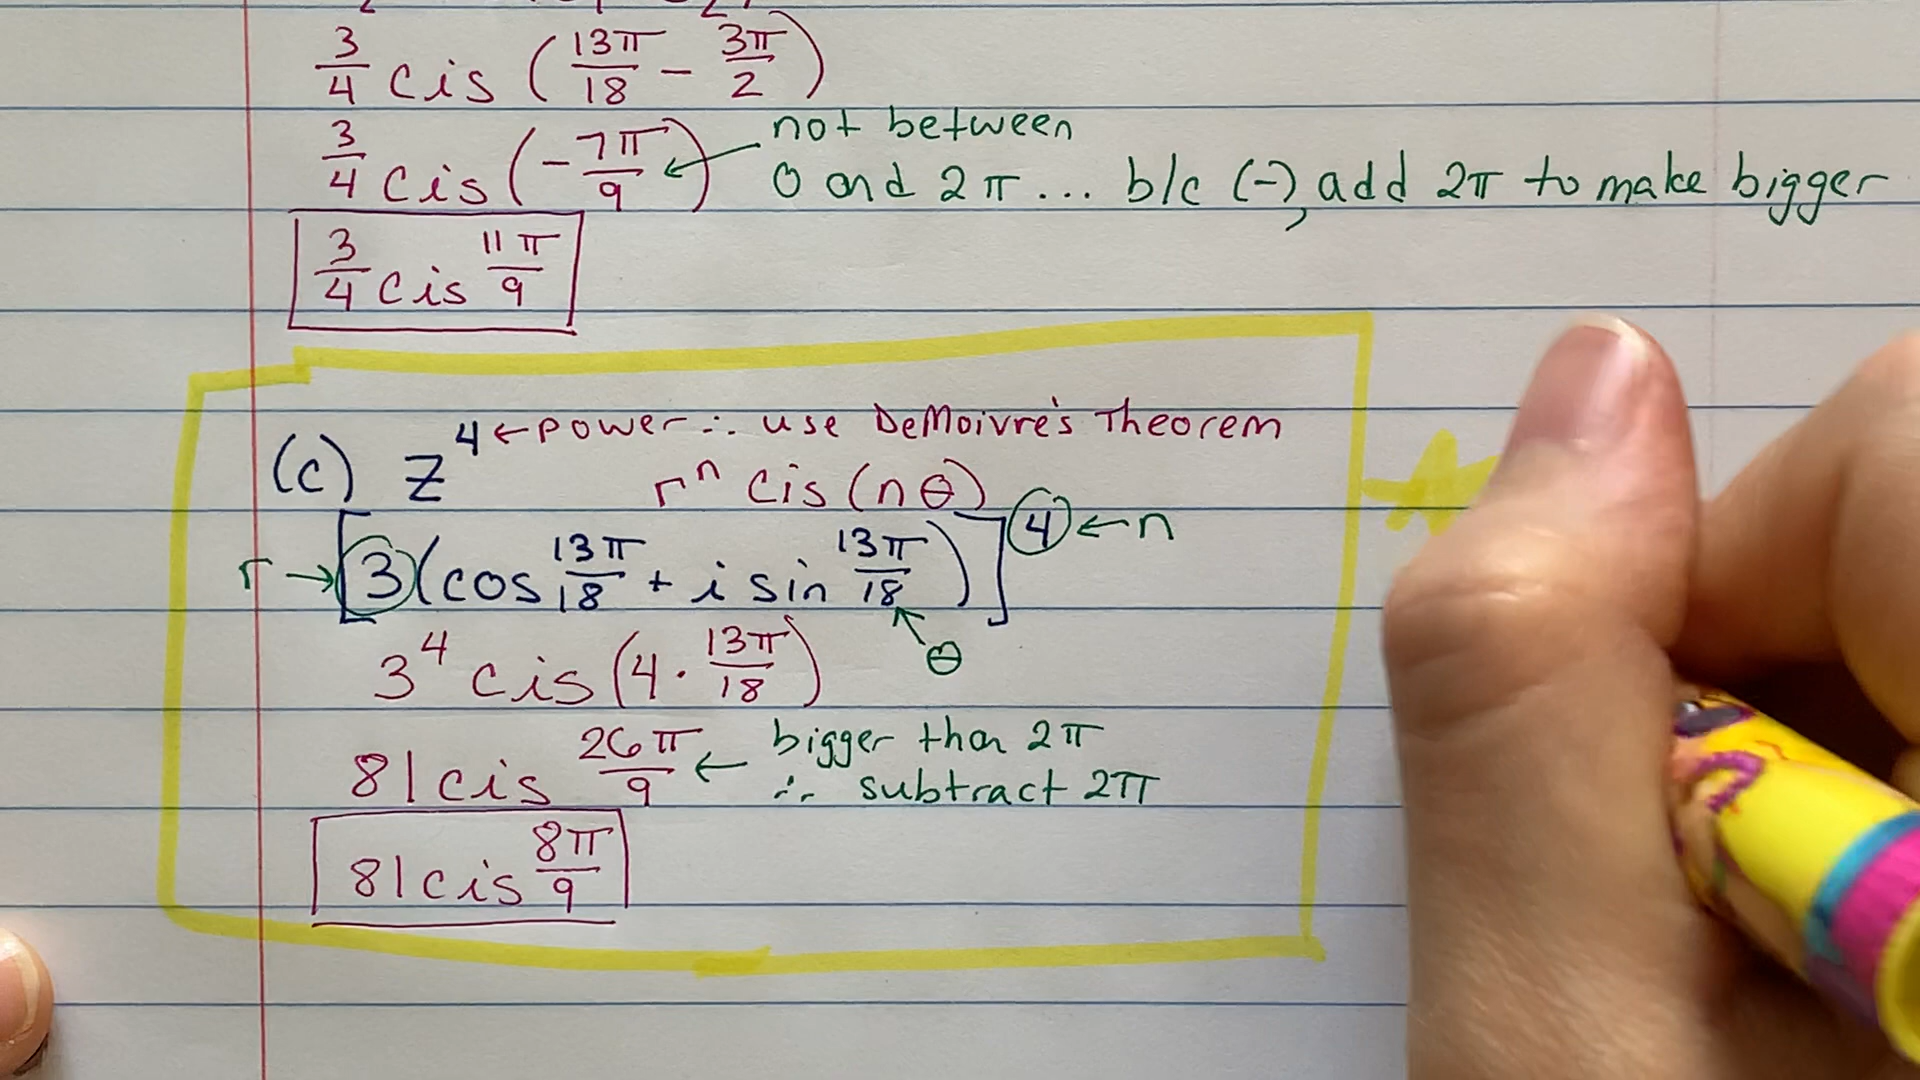 3/4 cis (13π/18 - 3π/2)
3/4 cis (-7π/9) ← not between
0 and 2π... b/c (-), add 2π to make bigger
3/4 cis 11π/9
(c) z^4 ← power ∴ use DeMoivre's Theorem
r^n cis (nθ)
r → [3(cos 13π/18 + i sin 13π/18)]^4 ← n
θ
3^4 cis (4 · 13π/18)
81 cis 26π/9 ← bigger than 2π
∴ subtract 2π
81 cis 8π/9